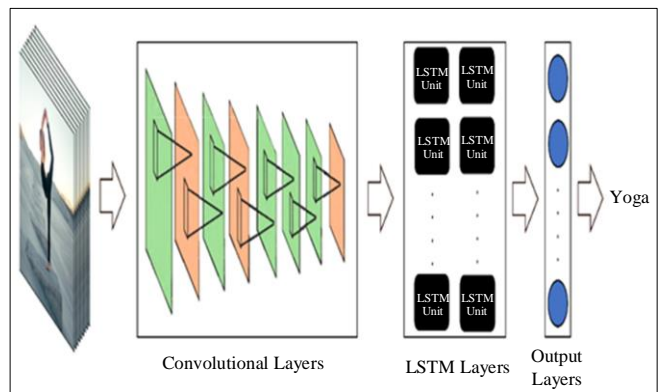 LSTM
Unit
LSTM
Unit
LSTM
Unit
LSTM
Unit
LSTM
Unit
LSTM
Unit
Yoga
Convolutional Layers
LSTM Layers
Output
Layers